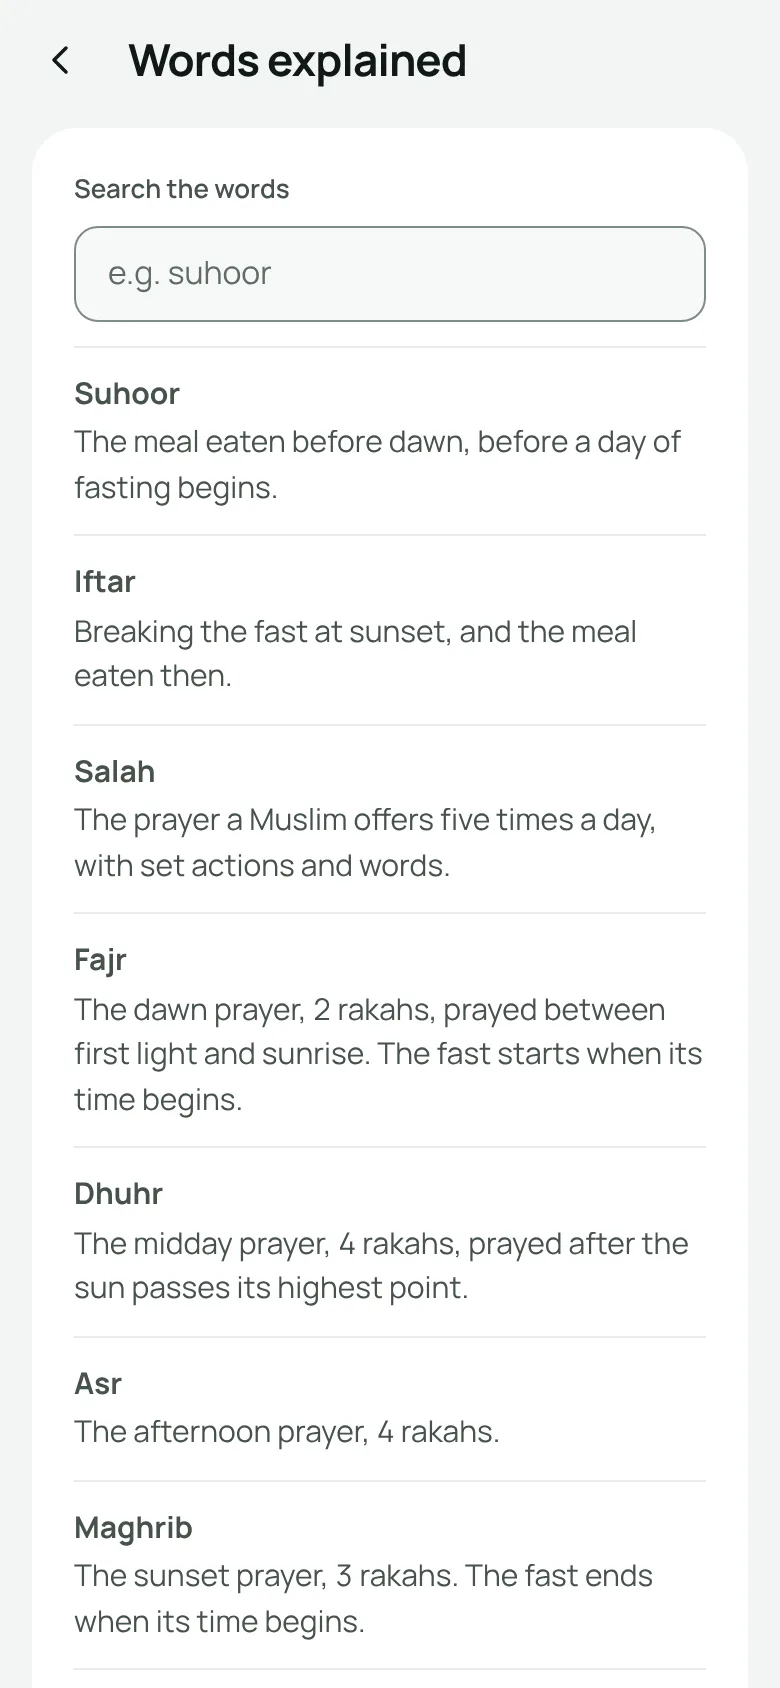 Words explained
Search the words
e.g. suhoor
Suhoor
The meal eaten before dawn, before a day of
fasting begins.
Iftar
Breaking the fast at sunset, and the meal
eaten then.
Salah
The prayer a Muslim offers five times a day,
with set actions and words.
Fajr
The dawn prayer, 2 rakahs, prayed between
first light and sunrise. The fast starts when its
time begins.
Dhuhr
The midday prayer, 4 rakahs, prayed after the
sun passes its highest point.
Asr
The afternoon prayer, 4 rakahs.
Maghrib
The sunset prayer, 3 rakahs. The fast ends
when its time begins.